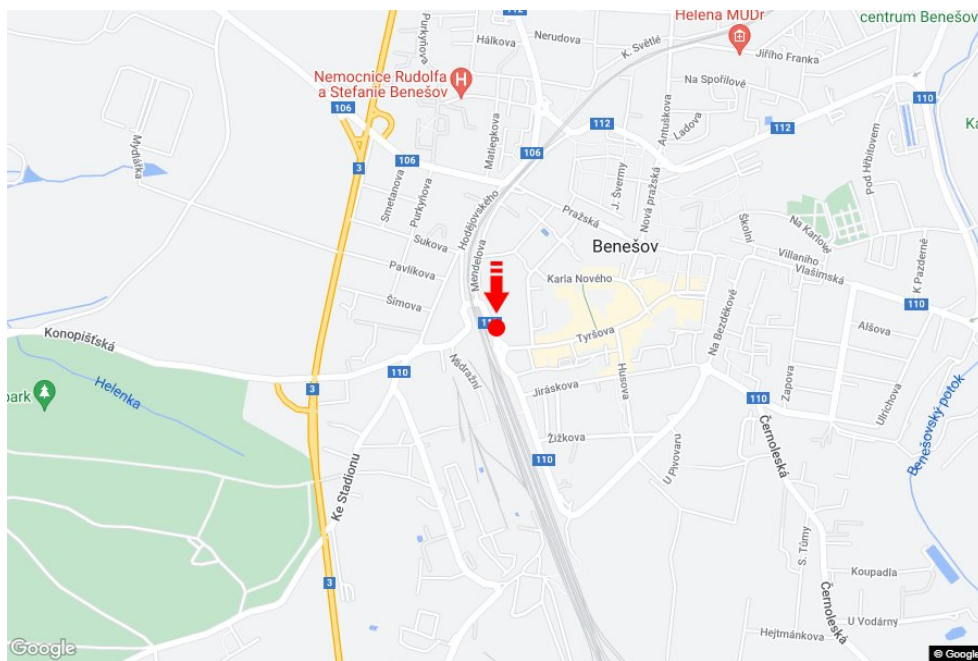 Purkyňove
112
Nerudova
Hálkova
K. Světlé
Helena MUDr
Jiřího Franka
centrum Benešov
Nemocnice Rudolfa
a Stefanie Benešov
Na Spořilově
106
112
Antuškova
Ladova
112
110
Mydlářka
3
106
Matiegkova
106
Smetanova
Purkyňova
Hodějovského
Pražská
J. Švermy
Nová pražská
Pod Hřbitovem
Sukova
Mendelova
Benešov
Školní
Na Karlově
Villaniho
Vlašimská
K Pazderně
Pavlíkova
Karla Nového
Šímova
110
Konopišťská
Tyršova
Na Bezděkově
Alšova
Nádražní
park
Helenka
3
110
Jiráskova
Husova
110
Zápova
Ulrichova
Benešovský potok
Žižkova
Černoleská
110
U Pivovaru
Ke Stadionu
S. Tůmy
3
Koupadla
Černoleská
U Vodárny
Hejtmánkova
Google
© Google